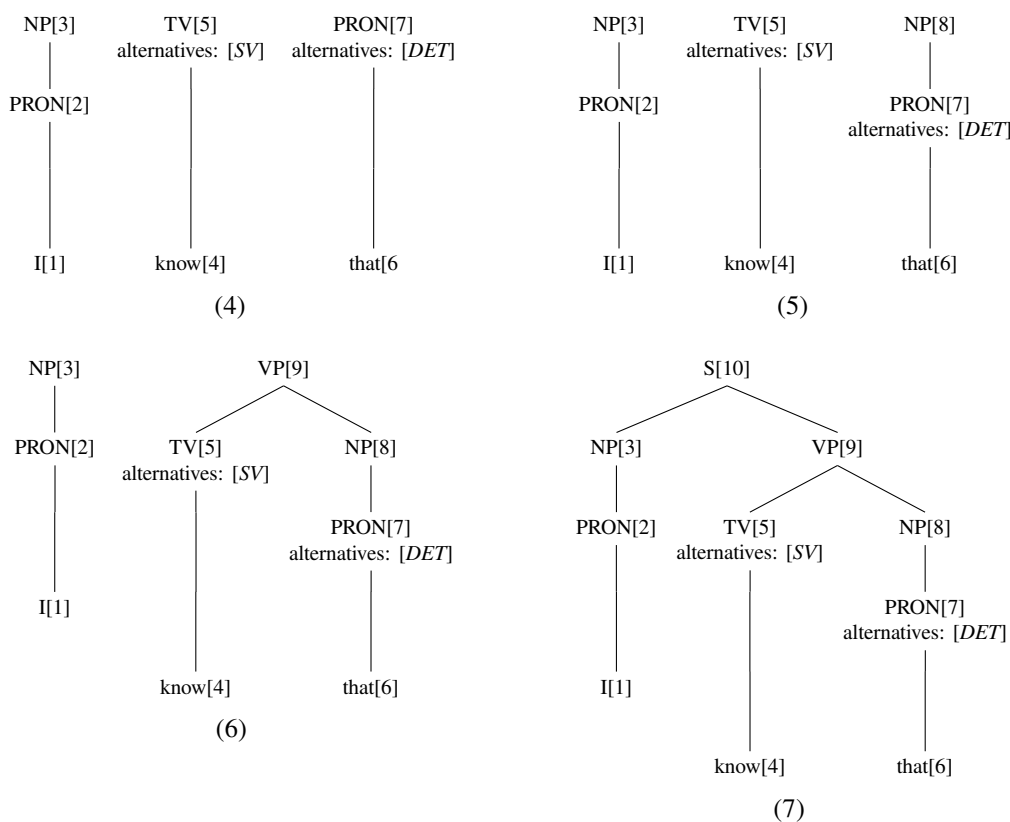 NP[3] TV[5] PRON[7]
alternatives: [SV] alternatives: [DET]
PRON[2]
I[1] know[4] that[6
(4)
NP[3] TV[5] NP[8]
alternatives: [SV]
PRON[2] PRON[7]
alternatives: [DET]
I[1] know[4] that[6]
(5)
NP[3] VP[9]
PRON[2] TV[5] NP[8]
alternatives: [SV]
PRON[7]
alternatives: [DET]
I[1]
know[4] that[6]
(6)
S[10]
NP[3] VP[9]
PRON[2] TV[5] NP[8]
alternatives: [SV]
PRON[7]
alternatives: [DET]
I[1]
know[4] that[6]
(7)